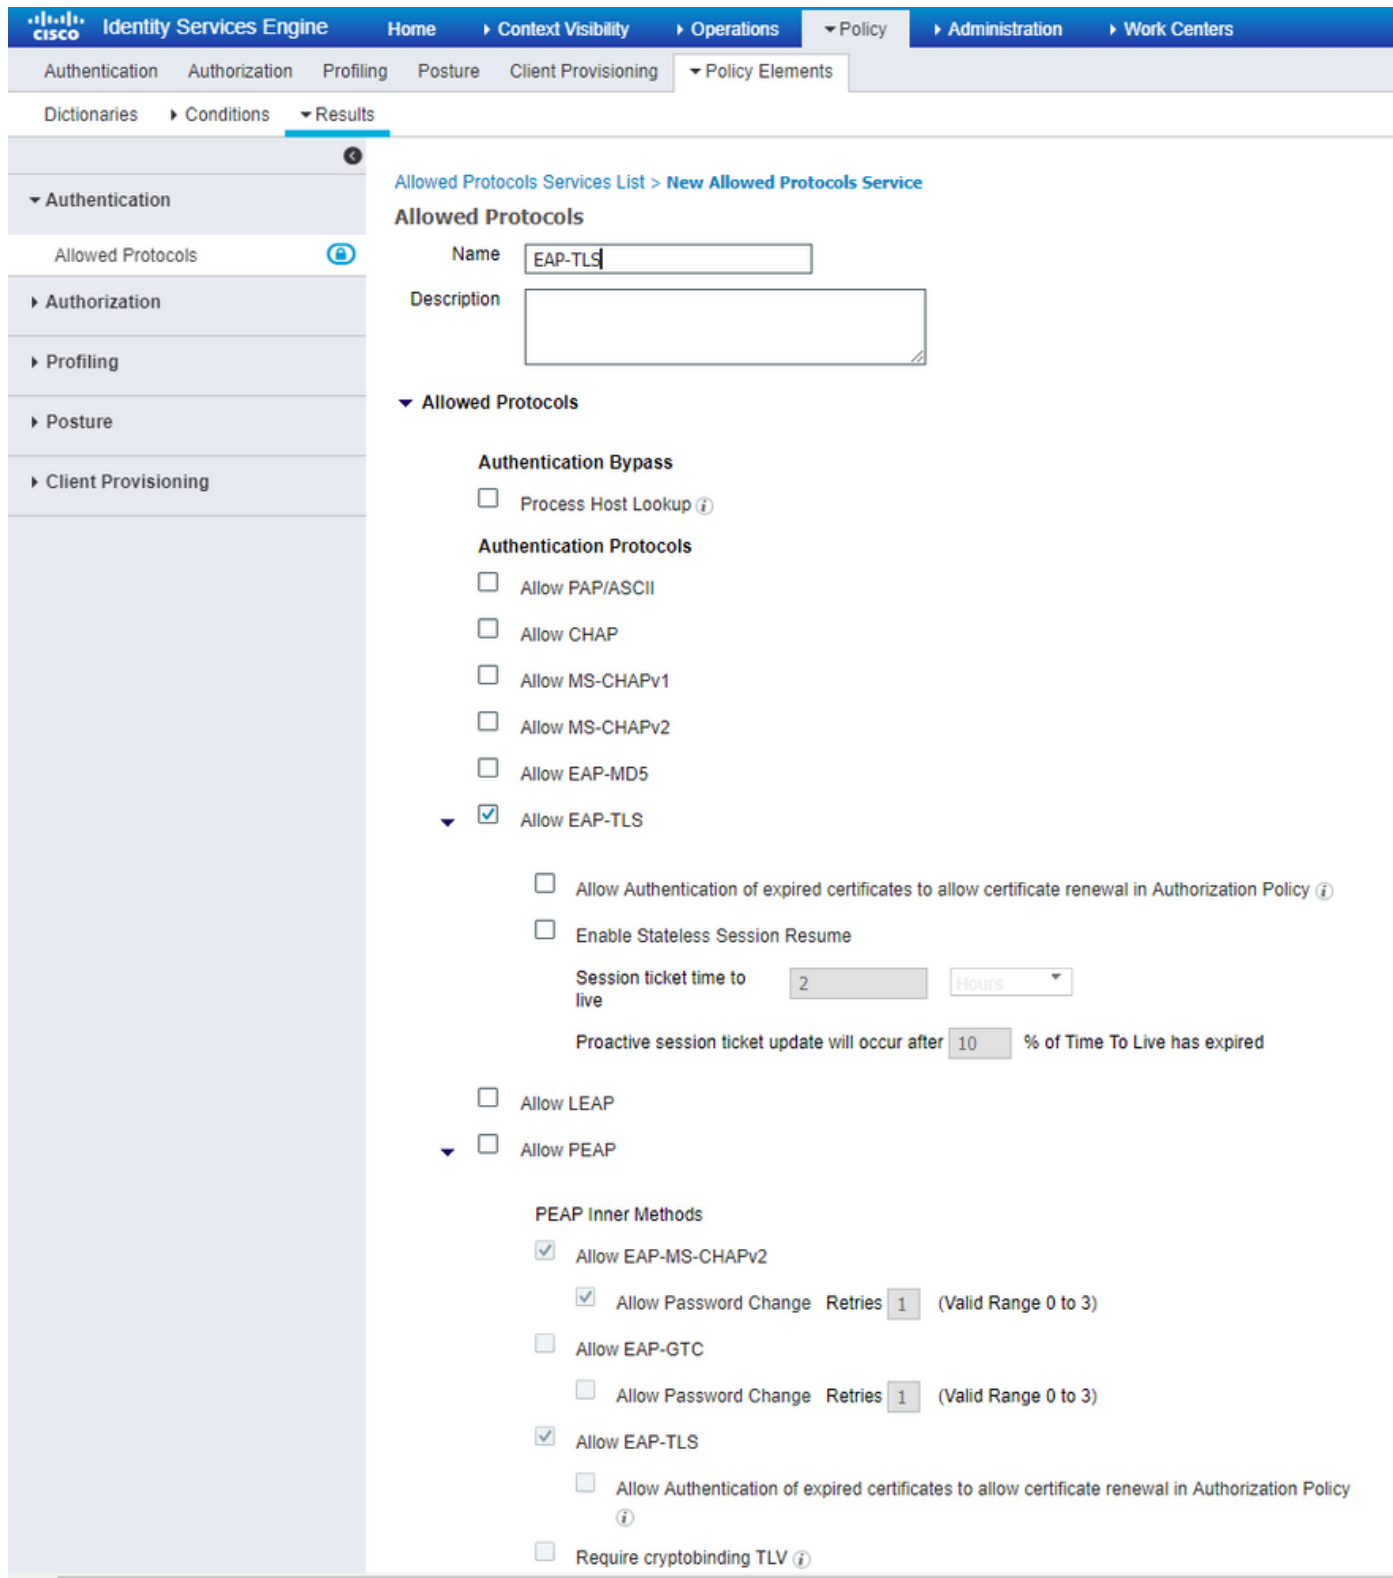 CISCO Identity Services Engine Home Context Visibility Operations Policy Administration Work Centers
Authentication Authorization Profiling Posture Client Provisioning Policy Elements
Dictionaries Conditions Results
Authentication
Allowed Protocols
Authorization
Profiling
Posture
Client Provisioning
Allowed Protocols Services List > New Allowed Protocols Service
Allowed Protocols
Name EAP-TLS
Description
Allowed Protocols
Authentication Bypass
Process Host Lookup
Authentication Protocols
Allow PAP/ASCII
Allow CHAP
Allow MS-CHAPv1
Allow MS-CHAPv2
Allow EAP-MD5
Allow EAP-TLS
Allow Authentication of expired certificates to allow certificate renewal in Authorization Policy
Enable Stateless Session Resume
Session ticket time to live 2 Hours
Proactive session ticket update will occur after 10 % of Time To Live has expired
Allow LEAP
Allow PEAP
PEAP Inner Methods
Allow EAP-MS-CHAPv2
Allow Password Change Retries 1 (Valid Range 0 to 3)
Allow EAP-GTC
Allow Password Change Retries 1 (Valid Range 0 to 3)
Allow EAP-TLS
Allow Authentication of expired certificates to allow certificate renewal in Authorization Policy
Require cryptobinding TLV